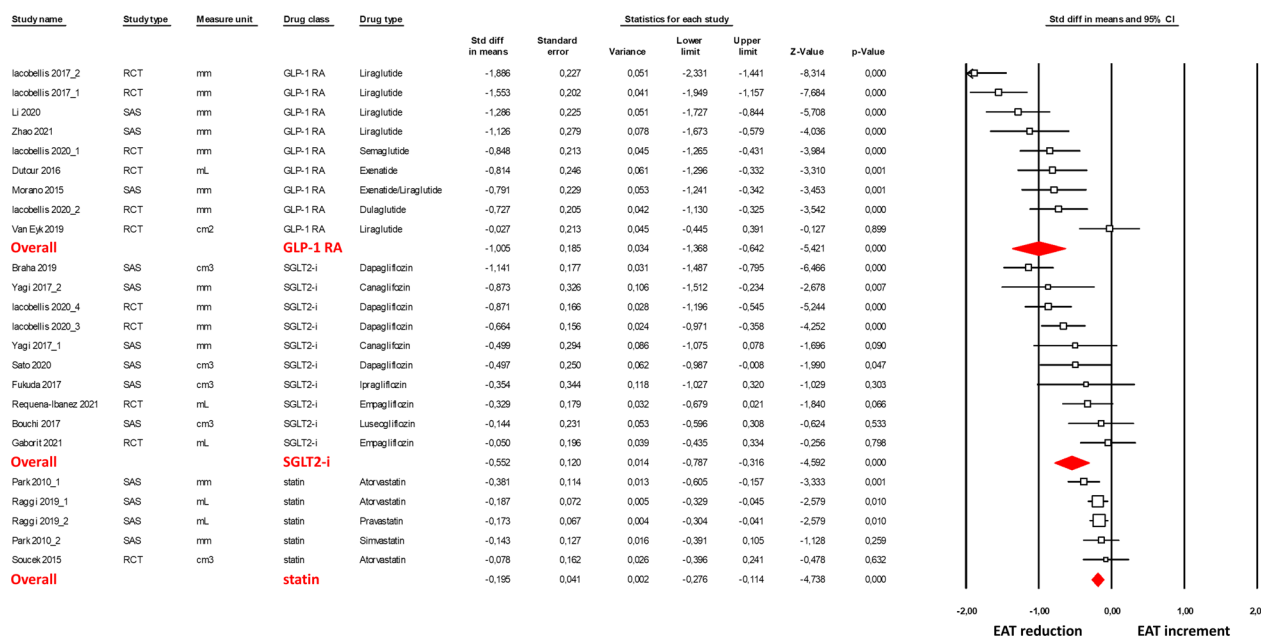 Study name Study type Measure unit Drug class Drug type Statistics for each study Std diff in means and 95% CI
Std diff in means Standard error Variance Lower limit Upper limit Z-Value p-Value
Iacobellis 2017_2 RCT mm GLP-1 RA Liraglutide -1,886 0,227 0,051 -2,331 -1,441 -8,314 0,000
Iacobellis 2017_1 RCT mm GLP-1 RA Liraglutide -1,553 0,202 0,041 -1,949 -1,157 -7,684 0,000
Li 2020 SAS mm GLP-1 RA Liraglutide -1,286 0,225 0,051 -1,727 -0,844 -5,708 0,000
Zhao 2021 SAS mm GLP-1 RA Liraglutide -1,126 0,279 0,078 -1,673 -0,579 -4,036 0,000
Iacobellis 2020_1 RCT mm GLP-1 RA Semaglutide -0,848 0,213 0,045 -1,265 -0,431 -3,984 0,000
Dutour 2016 RCT mL GLP-1 RA Exenatide -0,814 0,246 0,061 -1,296 -0,332 -3,310 0,001
Morano 2015 SAS mm GLP-1 RA Exenatide/Liraglutide -0,791 0,229 0,053 -1,241 -0,342 -3,453 0,001
Iacobellis 2020_2 RCT mm GLP-1 RA Dulaglutide -0,727 0,205 0,042 -1,130 -0,325 -3,542 0,000
Van Eyk 2019 RCT cm2 GLP-1 RA Liraglutide -0,027 0,213 0,045 -0,445 0,391 -0,127 0,899
Overall GLP-1 RA -1,005 0,185 0,034 -1,368 -0,642 -5,421 0,000
Braha 2019 SAS cm3 SGLT2-i Dapagliflozin -1,141 0,177 0,031 -1,487 -0,795 -6,466 0,000
Yagi 2017_2 SAS mm SGLT2-i Canaglifozin -0,873 0,326 0,106 -1,512 -0,234 -2,678 0,007
Iacobellis 2020_4 RCT mm SGLT2-i Dapagliflozin -0,871 0,166 0,028 -1,196 -0,545 -5,244 0,000
Iacobellis 2020_3 RCT mm SGLT2-i Dapagliflozin -0,664 0,156 0,024 -0,971 -0,358 -4,252 0,000
Yagi 2017_1 SAS mm SGLT2-i Canaglifozin -0,499 0,294 0,086 -1,075 0,078 -1,696 0,090
Sato 2020 SAS cm3 SGLT2-i Dapagliflozin -0,497 0,250 0,062 -0,987 -0,008 -1,990 0,047
Fukuda 2017 SAS cm3 SGLT2-i Ipragliflozin -0,354 0,344 0,118 -1,027 0,320 -1,029 0,303
Requena-Ibanez 2021 RCT mL SGLT2-i Empagliflozin -0,329 0,179 0,032 -0,679 0,021 -1,840 0,066
Bouchi 2017 SAS cm3 SGLT2-i Luseogliflozin -0,144 0,231 0,053 -0,596 0,308 -0,624 0,533
Gaborit 2021 RCT mL SGLT2-i Empagliflozin -0,050 0,196 0,039 -0,435 0,334 -0,256 0,798
Overall SGLT2-i -0,552 0,120 0,014 -0,787 -0,316 -4,592 0,000
Park 2010_1 SAS mm statin Atorvastatin -0,381 0,114 0,013 -0,605 -0,157 -3,333 0,001
Raggi 2019_1 SAS mL statin Atorvastatin -0,187 0,072 0,005 -0,329 -0,045 -2,579 0,010
Raggi 2019_2 SAS mL statin Pravastatin -0,173 0,067 0,004 -0,304 -0,041 -2,579 0,010
Park 2010_2 SAS mm statin Simvastatin -0,143 0,127 0,016 -0,391 0,105 -1,128 0,259
Soucek 2015 RCT cm3 statin Atorvastatin -0,078 0,162 0,026 -0,396 0,241 -0,478 0,632
Overall statin -0,195 0,041 0,002 -0,276 -0,114 -4,738 0,000
-2,00 -1,00 0,00 1,00 2,0
EAT reduction EAT increment